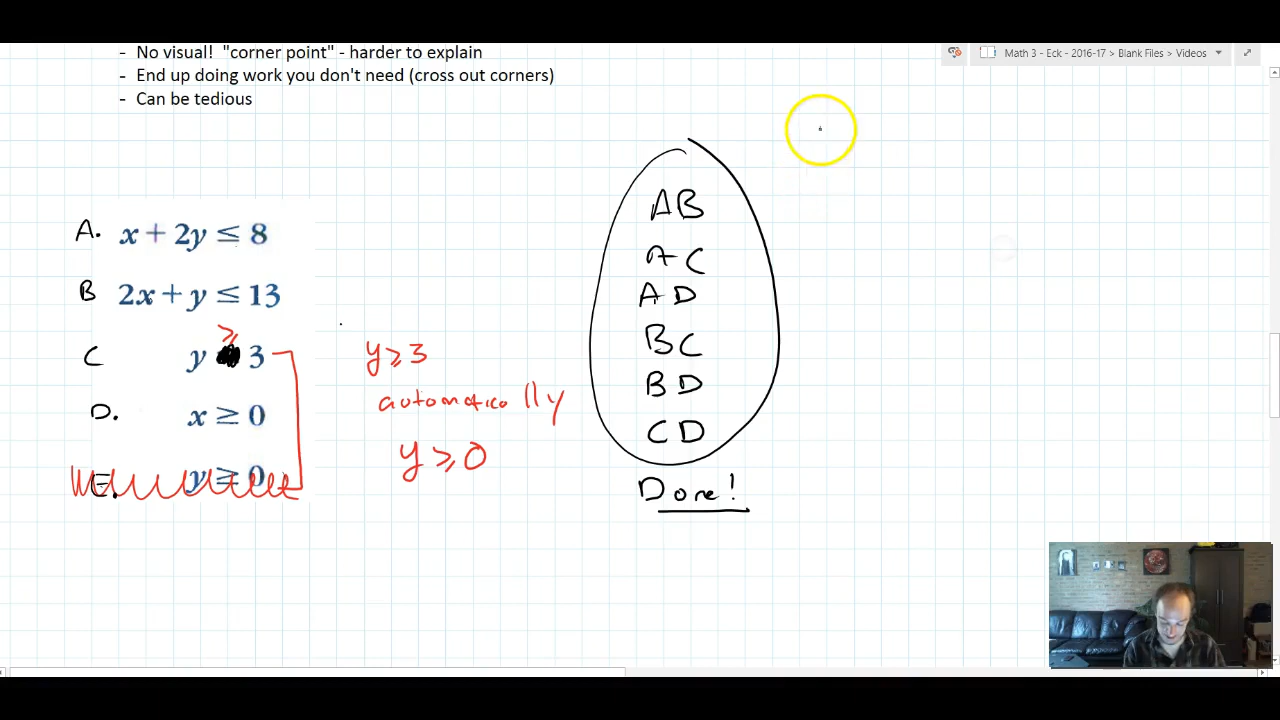 - No visual! "corner point" - harder to explain
- End up doing work you don't need (cross out corners)
- Can be tedious
Math 3 - Eck - 2016-17 > Blank Files > Videos
A. x + 2y ≤ 8
B 2x + y ≤ 13
C y ≥ 3
D. x ≥ 0
E. y ≥ 0
y ≥ 3
automatically
y ≥ 0
AB
AC
AD
BC
BD
CD
Done!